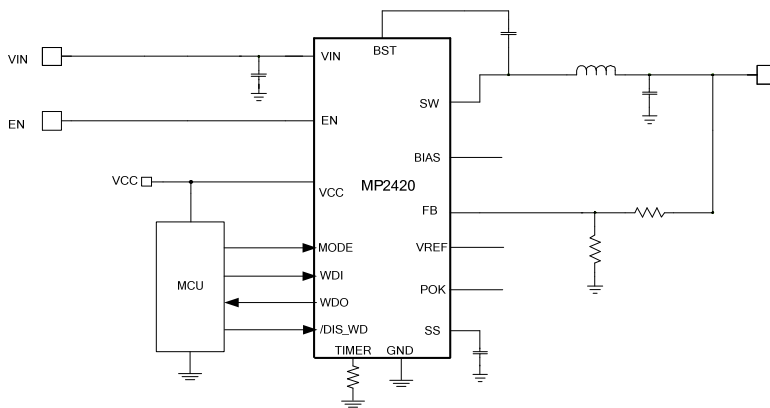 VIN
EN
VCC
MCU
VIN
EN
VCC
MODE
WDI
WDO
/DIS_WD
TIMER
GND
BST
SW
BIAS
MP2420
FB
VREF
POK
SS